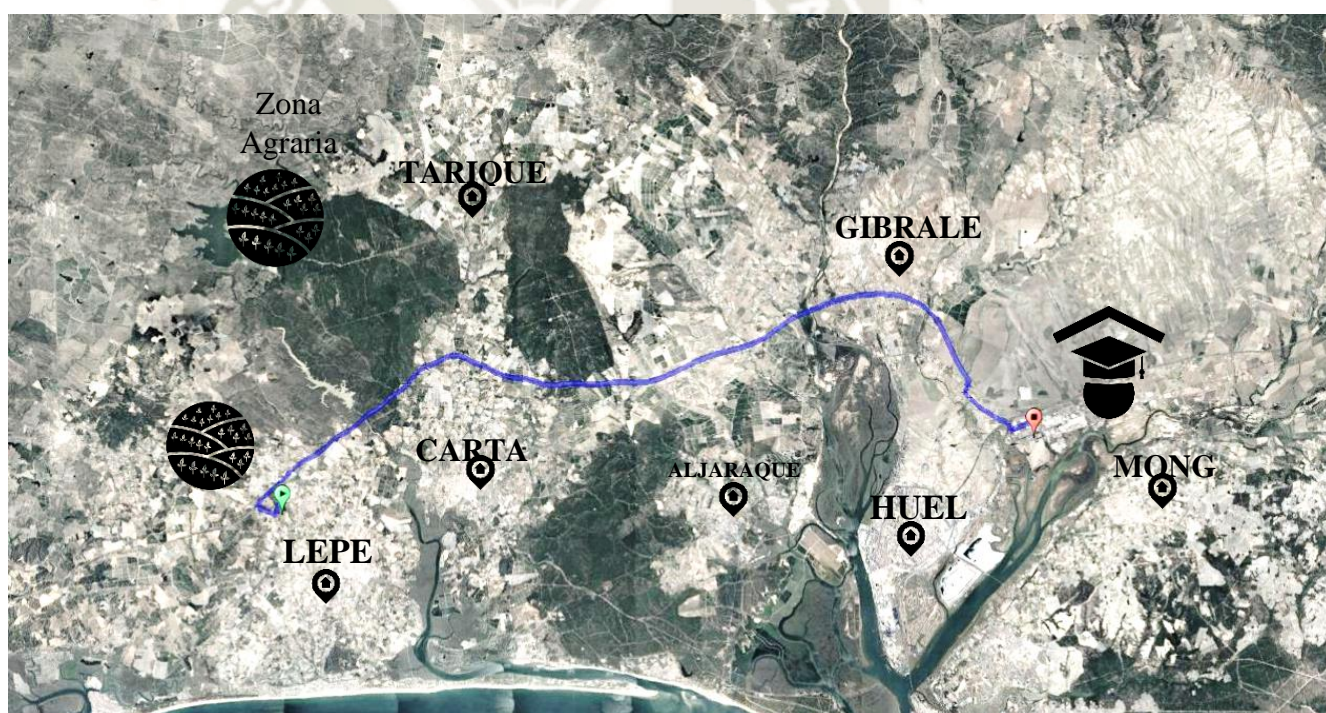 Zona
Agraria
TARIQUE
GIBRALE
CARTA
ALJARAQUE
MONG
HUEL
LEPE